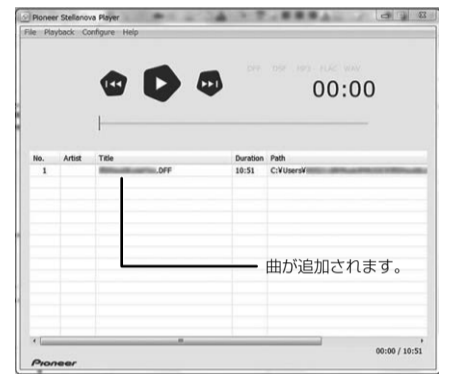 Pioneer Stellanova Player
File Playback Configure Help
DFF DSF MP3 FLAC WAV
00:00
No. Artist Title Duration Path
1 .DFF 10:51 C:¥Users¥
曲が追加されます。
00:00 / 10:51
Pioneer